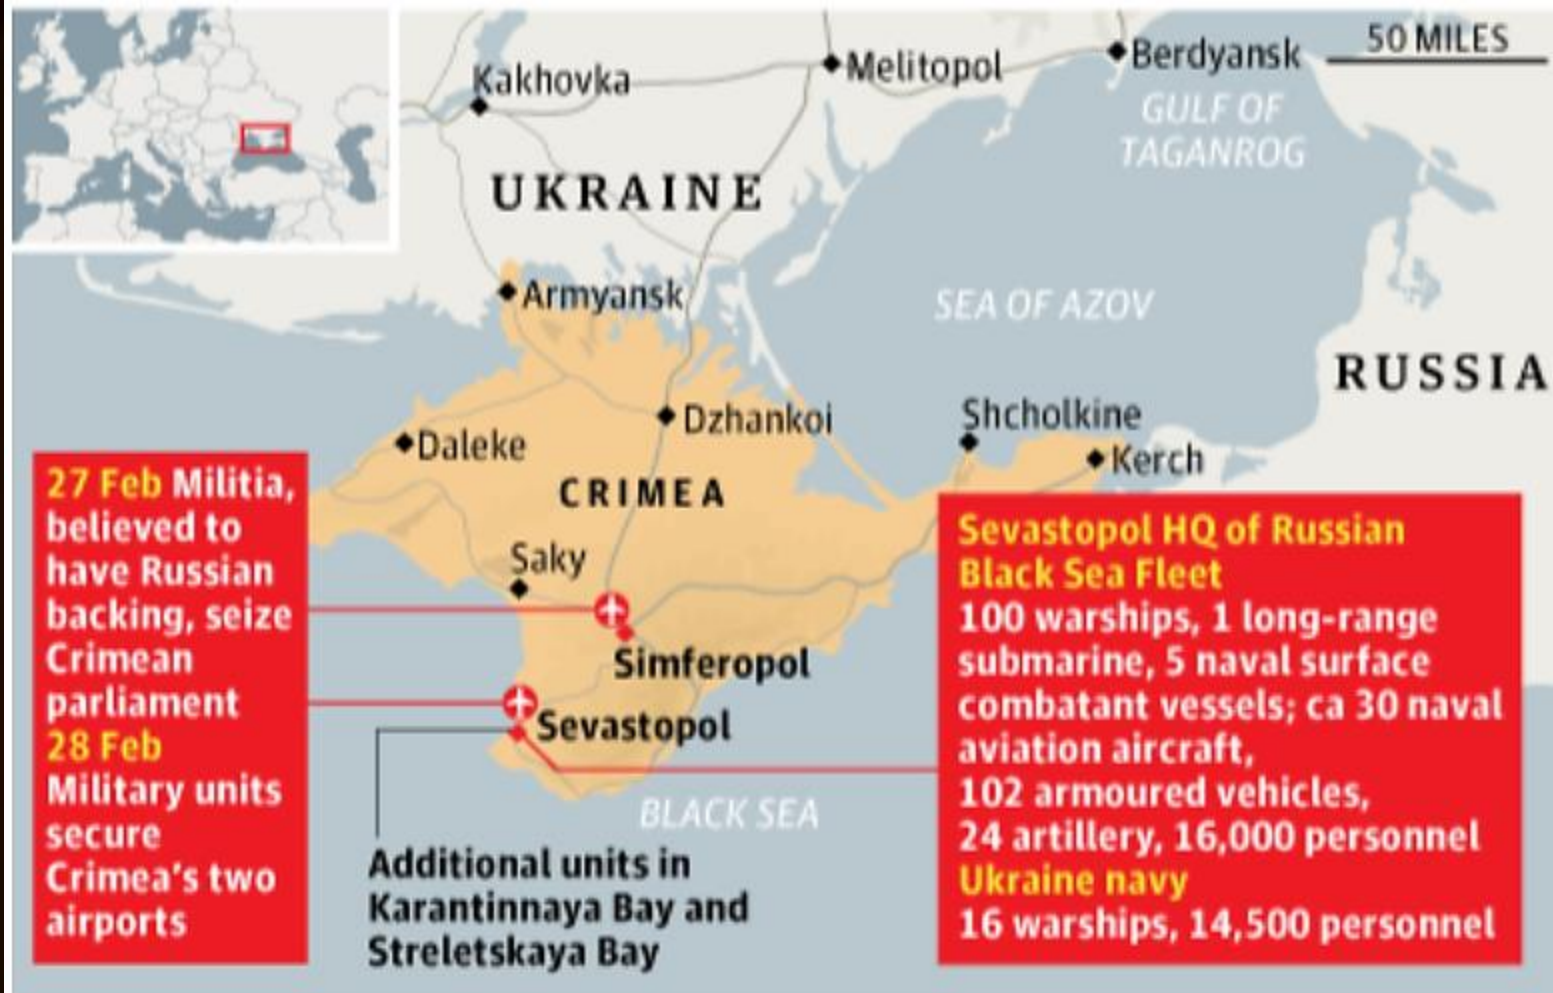 50 MILES
Kakhovka
Melitopol
Berdyansk
GULF OF
TAGANROG
UKRAINE
Armyansk
SEA OF AZOV
RUSSIA
Dzhankoi
Shcholkine
Daleke
Kerch
CRIMEA
Saky
Simferopol
Sevastopol
BLACK SEA
27 Feb Militia,
believed to
have Russian
backing, seize
Crimean
parliament
28 Feb
Military units
secure
Crimea's two
airports
Additional units in
Karantinnaya Bay and
Streletskaya Bay
Sevastopol HQ of Russian
Black Sea Fleet
100 warships, 1 long-range
submarine, 5 naval surface
combatant vessels; ca 30 naval
aviation aircraft,
102 armoured vehicles,
24 artillery, 16,000 personnel
Ukraine navy
16 warships, 14,500 personnel